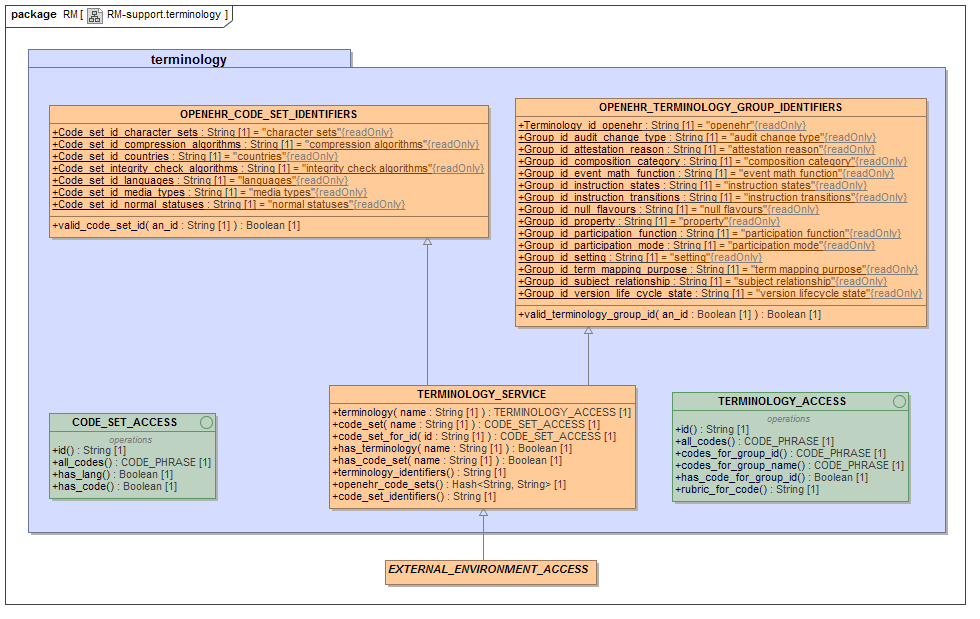 package RM [ RM-support.terminology ]
terminology
OPENEHR_CODE_SET_IDENTIFIERS
+Code_set_id_character_sets : String [1] = "character sets"{readOnly}
+Code_set_id_compression_algorithms : String [1] = "compression algorithms"{readOnly}
+Code_set_id_countries : String [1] = "countries"{readOnly}
+Code_set_integrity_check_algorithms : String [1] = "integrity check algorithms"{readOnly}
+Code_set_id_languages : String [1] = "languages"{readOnly}
+Code_set_id_media_types : String [1] = "media types"{readOnly}
+Code_set_id_normal_statuses : String [1] = "normal statuses"{readOnly}
+valid_code_set_id( an_id : String [1] ) : Boolean [1]
OPENEHR_TERMINOLOGY_GROUP_IDENTIFIERS
+Terminology_id_openehr : String [1] = "openehr"{readOnly}
+Group_id_audit_change_type : String [1] = "audit change type"{readOnly}
+Group_id_attestation_reason : String [1] = "attestation reason"{readOnly}
+Group_id_composition_category : String [1] = "composition category"{readOnly}
+Group_id_event_math_function : String [1] = "event math function"{readOnly}
+Group_id_instruction_states : String [1] = "instruction states"{readOnly}
+Group_id_instruction_transitions : String [1] = "instruction transitions"{readOnly}
+Group_id_null_flavours : String [1] = "null flavours"{readOnly}
+Group_id_property : String [1] = "property"{readOnly}
+Group_id_participation_function : String [1] = "participation function"{readOnly}
+Group_id_participation_mode : String [1] = "participation mode"{readOnly}
+Group_id_setting : String [1] = "setting"{readOnly}
+Group_id_term_mapping_purpose : String [1] = "term mapping purpose"{readOnly}
+Group_id_subject_relationship : String [1] = "subject relationship"{readOnly}
+Group_id_version_life_cycle_state : String [1] = "version lifecycle state"{readOnly}
+valid_terminology_group_id( an_id : Boolean [1] ) : Boolean [1]
TERMINOLOGY_SERVICE
+terminology( name : String [1] ) : TERMINOLOGY_ACCESS [1]
+code_set( name : String [1] ) : CODE_SET_ACCESS [1]
+code_set_for_id( id : String [1] ) : CODE_SET_ACCESS [1]
+has_terminology( name : String [1] ) : Boolean [1]
+has_code_set( name : String [1] ) : Boolean [1]
+terminology_identifiers() : String [1]
+openehr_code_sets() : Hash<String, String> [1]
+code_set_identifiers() : String [1]
CODE_SET_ACCESS
operations
+id() : String [1]
+all_codes() : CODE_PHRASE [1]
+has_lang() : Boolean [1]
+has_code() : Boolean [1]
TERMINOLOGY_ACCESS
operations
+id() : String [1]
+all_codes() : CODE_PHRASE [1]
+codes_for_group_id() : CODE_PHRASE [1]
+codes_for_group_name() : CODE_PHRASE [1]
+has_code_for_group_id() : Boolean [1]
+rubric_for_code() : String [1]
EXTERNAL_ENVIRONMENT_ACCESS